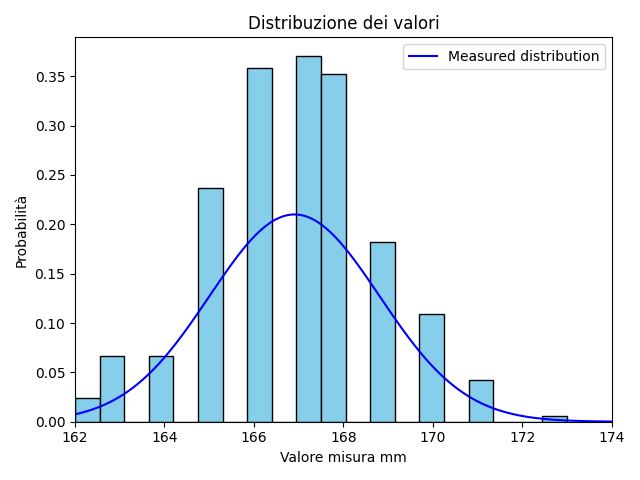 Distribuzione dei valori
Measured distribution
Probabilità
0.35
0.30
0.25
0.20
0.15
0.10
0.05
0.00
162 164 166 168 170 172 174
Valore misura mm